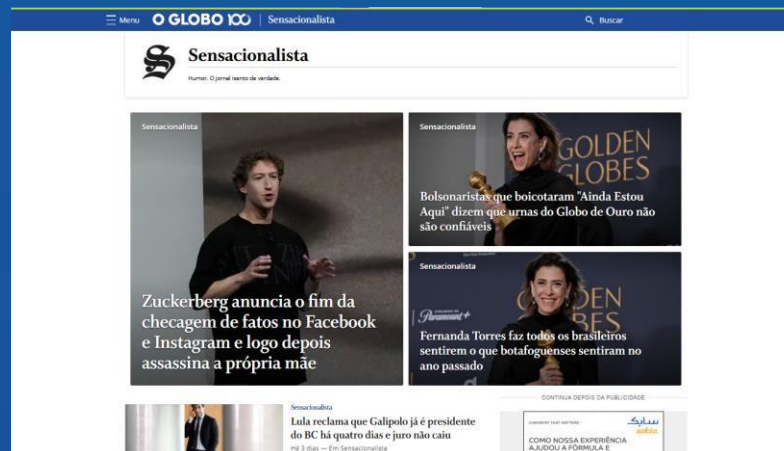 Menu O GLOBO 100 | Sensacionalista Buscar
Sensacionalista
Humor. O jornal isento de verdade.
Sensacionalista
Zuckerberg anuncia o fim da
checagem de fatos no Facebook
e Instagram e logo depois
assassina a própria mãe
Sensacionalista
GOLDEN
GLOBES
Bolsonaristas que boicotaram "Ainda Estou
Aqui" dizem que urnas do Globo de Ouro não
são confiáveis
Sensacionalista
Paramount+
Fernanda Torres faz todos os brasileiros
sentirem o que botafoguenses sentiram no
ano passado
CONTINUA DEPOIS DA PUBLICIDADE
Sensacionalista
Lula reclama que Galipolo já é presidente
do BC há quatro dias e juro não caiu
Há 3 dias — Em Sensacionalista
CHEMISTRY THAT MATTERS™
سابك
sabic
COMO NOSSA EXPERIÊNCIA
AJUDOU A FÓRMULA E